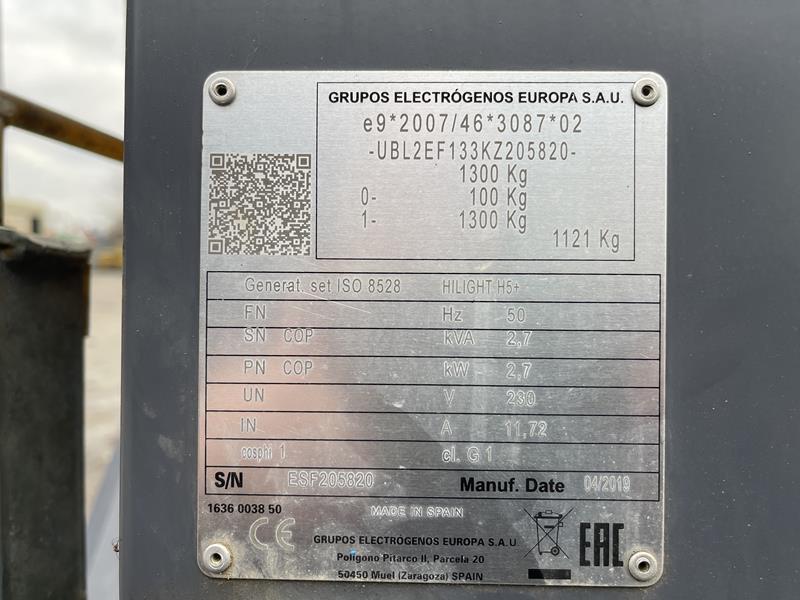 GRUPOS ELECTRÓGENOS EUROPA S.A.U.
e9*2007/46*3087*02
-UBL2EF133KZ205820-
1300 Kg
0- 100 Kg
1- 1300 Kg
1121 Kg
Generat. set ISO 8528 HILIGHT H5+
FN Hz 50
SN COP kVA 2,7
PN COP kW 2,7
UN V 230
IN A 11,72
cosphi 1 cl. G 1
S/N ESF205820 Manuf. Date 04/2019
1636 0038 50 MADE IN SPAIN
CE EAC
GRUPOS ELECTRÓGENOS EUROPA S.A.U
Polígono Pitarco II, Parcela 20
50450 Muel (Zaragoza) SPAIN